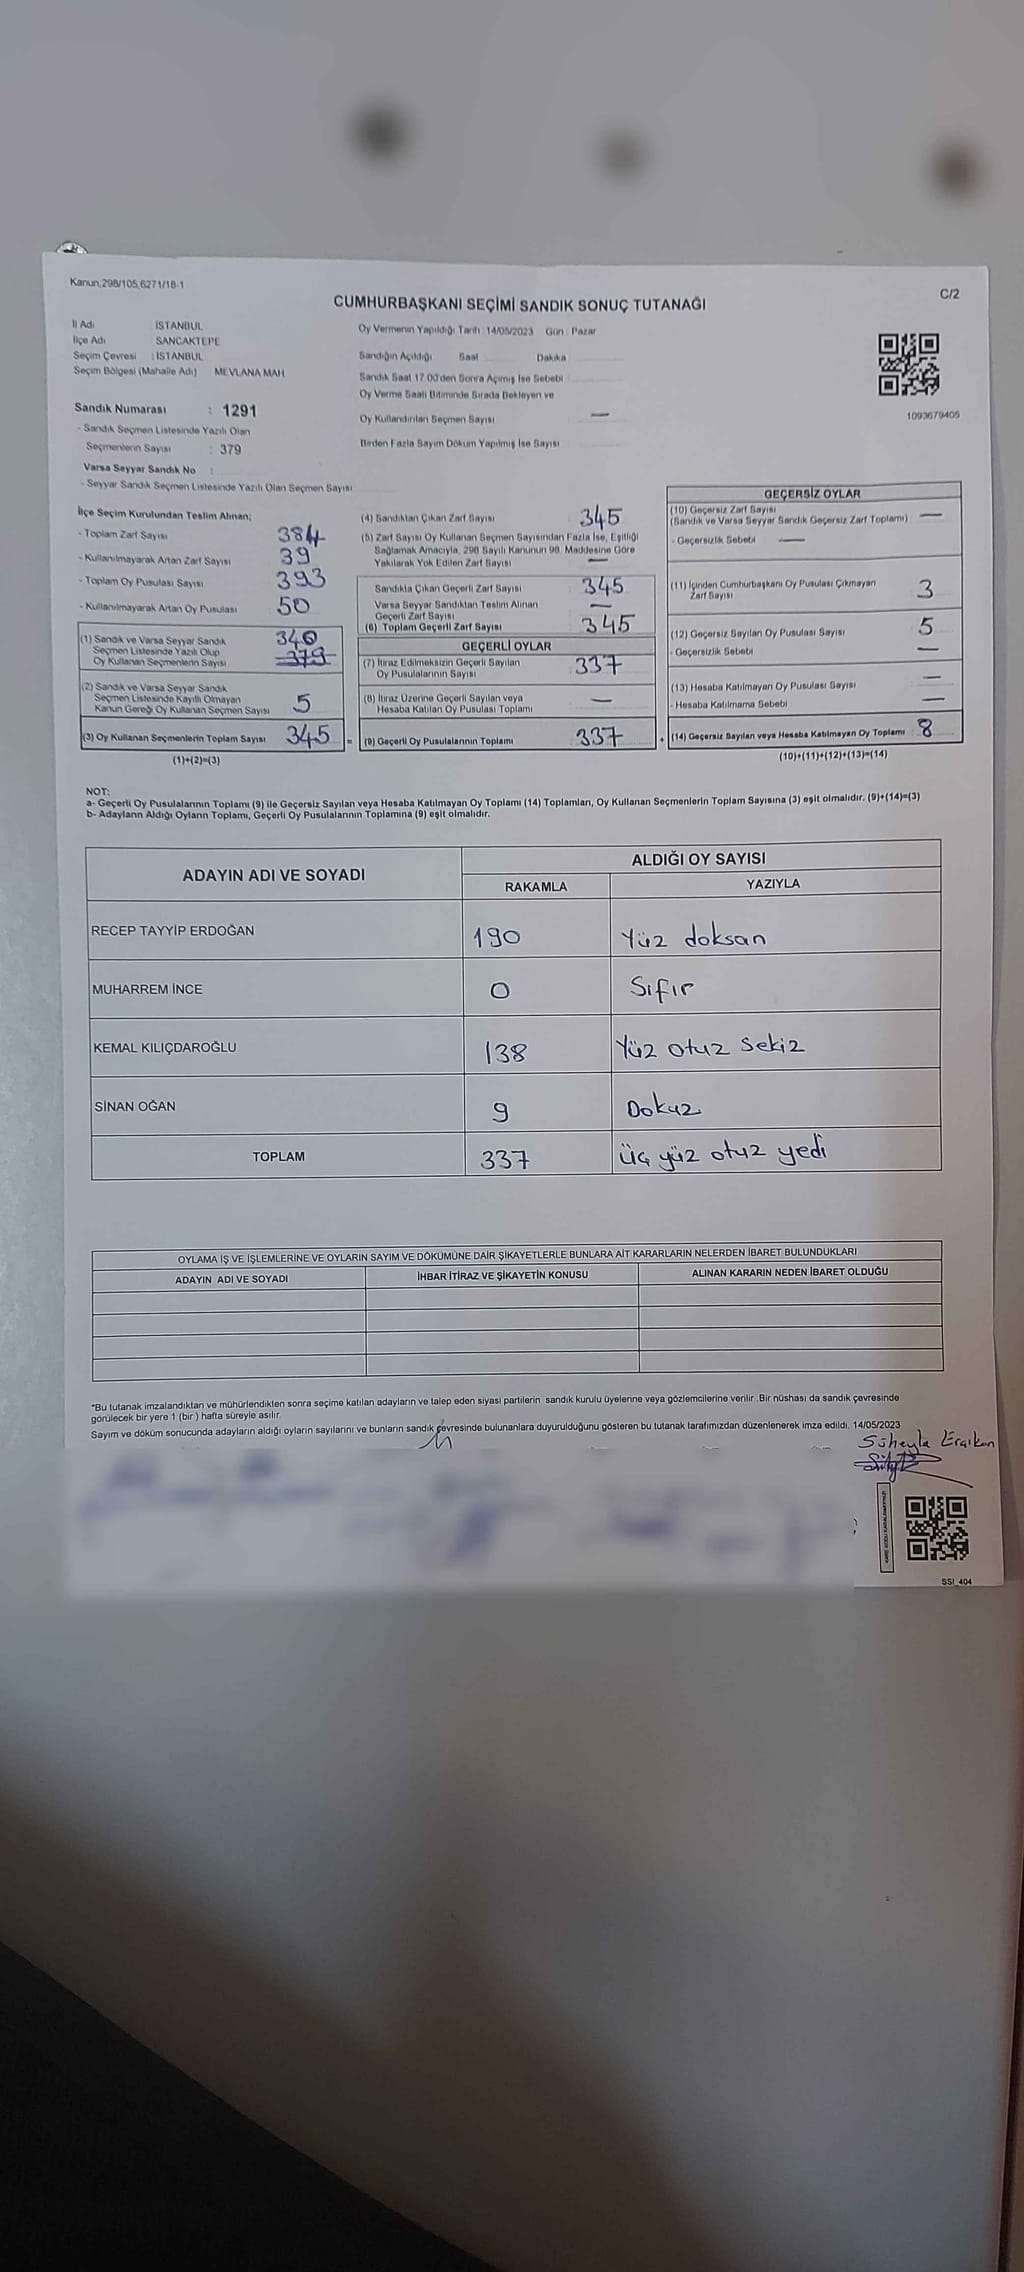 Kanun,298/105,6271/18-1
C/2
CUMHURBAŞKANI SEÇİMİ SANDIK SONUÇ TUTANAĞI
İl Adı İSTANBUL
İlçe Adı SANCAKTEPE
Seçim Çevresi : İSTANBUL
Seçim Bölgesi (Mahalle Adı) MEVLANA MAH
Sandık Numarası : 1291
- Sandık Seçmen Listesinde Yazılı Olan
Seçmenlerin Sayısı : 379
Varsa Seyyar Sandık No :
- Seyyar Sandık Seçmen Listesinde Yazılı Olan Seçmen Sayısı
Oy Vermenin Yapıldığı Tarih : 14/05/2023 Gün : Pazar
Sandığın Açıldığı Saat Dakika
Sandık Saat 17.00'den Sonra Açımış İse Sebebi
Oy Verme Saati Bitiminde Sırada Bekleyen ve
Oy Kullandırılan Seçmen Sayısı —
Birden Fazla Sayım Döküm Yapılmış İse Sayısı
1093679405
İlçe Seçim Kurulundan Teslim Alınan;
- Toplam Zarf Sayısı 384
- Kullanılmayarak Artan Zarf Sayısı 39
- Toplam Oy Pusulası Sayısı 393
- Kullanılmayarak Artan Oy Pusulası 50
(1) Sandık ve Varsa Seyyar Sandık 340
Seçmen Listesinde Yazılı Olup 379
Oy Kullanan Seçmenlerin Sayısı
(2) Sandık ve Varsa Seyyar Sandık
Seçmen Listesinde Kayıtlı Olmayan
Kanun Gereği Oy Kullanan Seçmen Sayısı 5
(3) Oy Kullanan Seçmenlerin Toplam Sayısı 345 =
(1)+(2)=(3)
(4) Sandıktan Çıkan Zarf Sayısı 345
(5) Zarf Sayısı Oy Kullanan Seçmen Sayısından Fazla İse, Eşitliği
Sağlamak Amacıyla, 298 Sayılı Kanunun 98. Maddesine Göre
Yakılarak Yok Edilen Zarf Sayısı —
Sandıkta Çıkan Geçerli Zarf Sayısı 345
Varsa Seyyar Sandıktan Teslim Alınan
Geçerli Zarf Sayısı —
(6) Toplam Geçerli Zarf Sayısı 345
GEÇERLİ OYLAR
(7) İtiraz Edilmeksizin Geçerli Sayılan
Oy Pusulalarının Sayısı 337
(8) İtiraz Üzerine Geçerli Sayılan veya
Hesaba Katılan Oy Pusulası Toplamı —
(9) Geçerli Oy Pusulalarının Toplamı 337 +
GEÇERSİZ OYLAR
(10) Geçersiz Zarf Sayısı
(Sandık ve Varsa Seyyar Sandık Geçersiz Zarf Toplamı) —
- Geçersizlik Sebebi —
(11) İçinden Cumhurbaşkanı Oy Pusulası Çıkmayan
Zarf Sayısı 3
(12) Geçersiz Sayılan Oy Pusulası Sayısı 5
- Geçersizlik Sebebi —
(13) Hesaba Katılmayan Oy Pusulası Sayısı —
- Hesaba Katılmama Sebebi —
(14) Geçersiz Sayılan veya Hesaba Katılmayan Oy Toplamı : 8
(10)+(11)+(12)+(13)=(14)
NOT:
a- Geçerli Oy Pusulalarının Toplamı (9) ile Geçersiz Sayılan veya Hesaba Katılmayan Oy Toplamı (14) Toplamları, Oy Kullanan Seçmenlerin Toplam Sayısına (3) eşit olmalıdır. (9)+(14)=(3)
b- Adayların Aldığı Oyların Toplamı, Geçerli Oy Pusulalarının Toplamına (9) eşit olmalıdır.
ADAYIN ADI VE SOYADI ALDIĞI OY SAYISI
RAKAMLA YAZIYLA
RECEP TAYYİP ERDOĞAN 190 Yüz doksan
MUHARREM İNCE 0 Sıfır
KEMAL KILIÇDAROĞLU 138 Yüz otuz sekiz
SİNAN OĞAN 9 Dokuz
TOPLAM 337 üç yüz otuz yedi
OYLAMA İŞ VE İŞLEMLERİNE VE OYLARIN SAYIM VE DÖKÜMÜNE DAİR ŞİKAYETLERLE BUNLARA AİT KARARLARIN NELERDEN İBARET BULUNDUKLARI
ADAYIN ADI VE SOYADI İHBAR İTİRAZ VE ŞİKAYETİN KONUSU ALINAN KARARIN NEDEN İBARET OLDUĞU
*Bu tutanak imzalandıktan ve mühürlendikten sonra seçime katılan adayların ve talep eden siyasi partilerin sandık kurulu üyelerine veya gözlemcilerine verilir. Bir nüshası da sandık çevresinde
görülecek bir yere 1 (bir) hafta süreyle asılır.
Sayım ve döküm sonucunda adayların aldığı oyların sayılarını ve bunların sandık çevresinde bulunanlara duyurulduğunu gösteren bu tutanak tarafımızdan düzenlenerek imza edildi. 14/05/2023
Süheyla
SSI_404